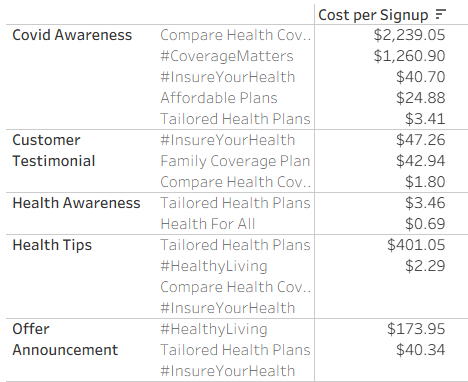 Cost per Signup
Covid Awareness Compare Health Cov.. $2,239.05
#CoverageMatters $1,260.90
#InsureYourHealth $40.70
Affordable Plans $24.88
Tailored Health Plans $3.41
Customer #InsureYourHealth $47.26
Testimonial Family Coverage Plan $42.94
Compare Health Cov.. $1.80
Health Awareness Tailored Health Plans $3.46
Health For All $0.69
Health Tips Tailored Health Plans $401.05
#HealthyLiving $2.29
Compare Health Cov..
#InsureYourHealth
Offer #HealthyLiving $173.95
Announcement Tailored Health Plans $40.34
#InsureYourHealth